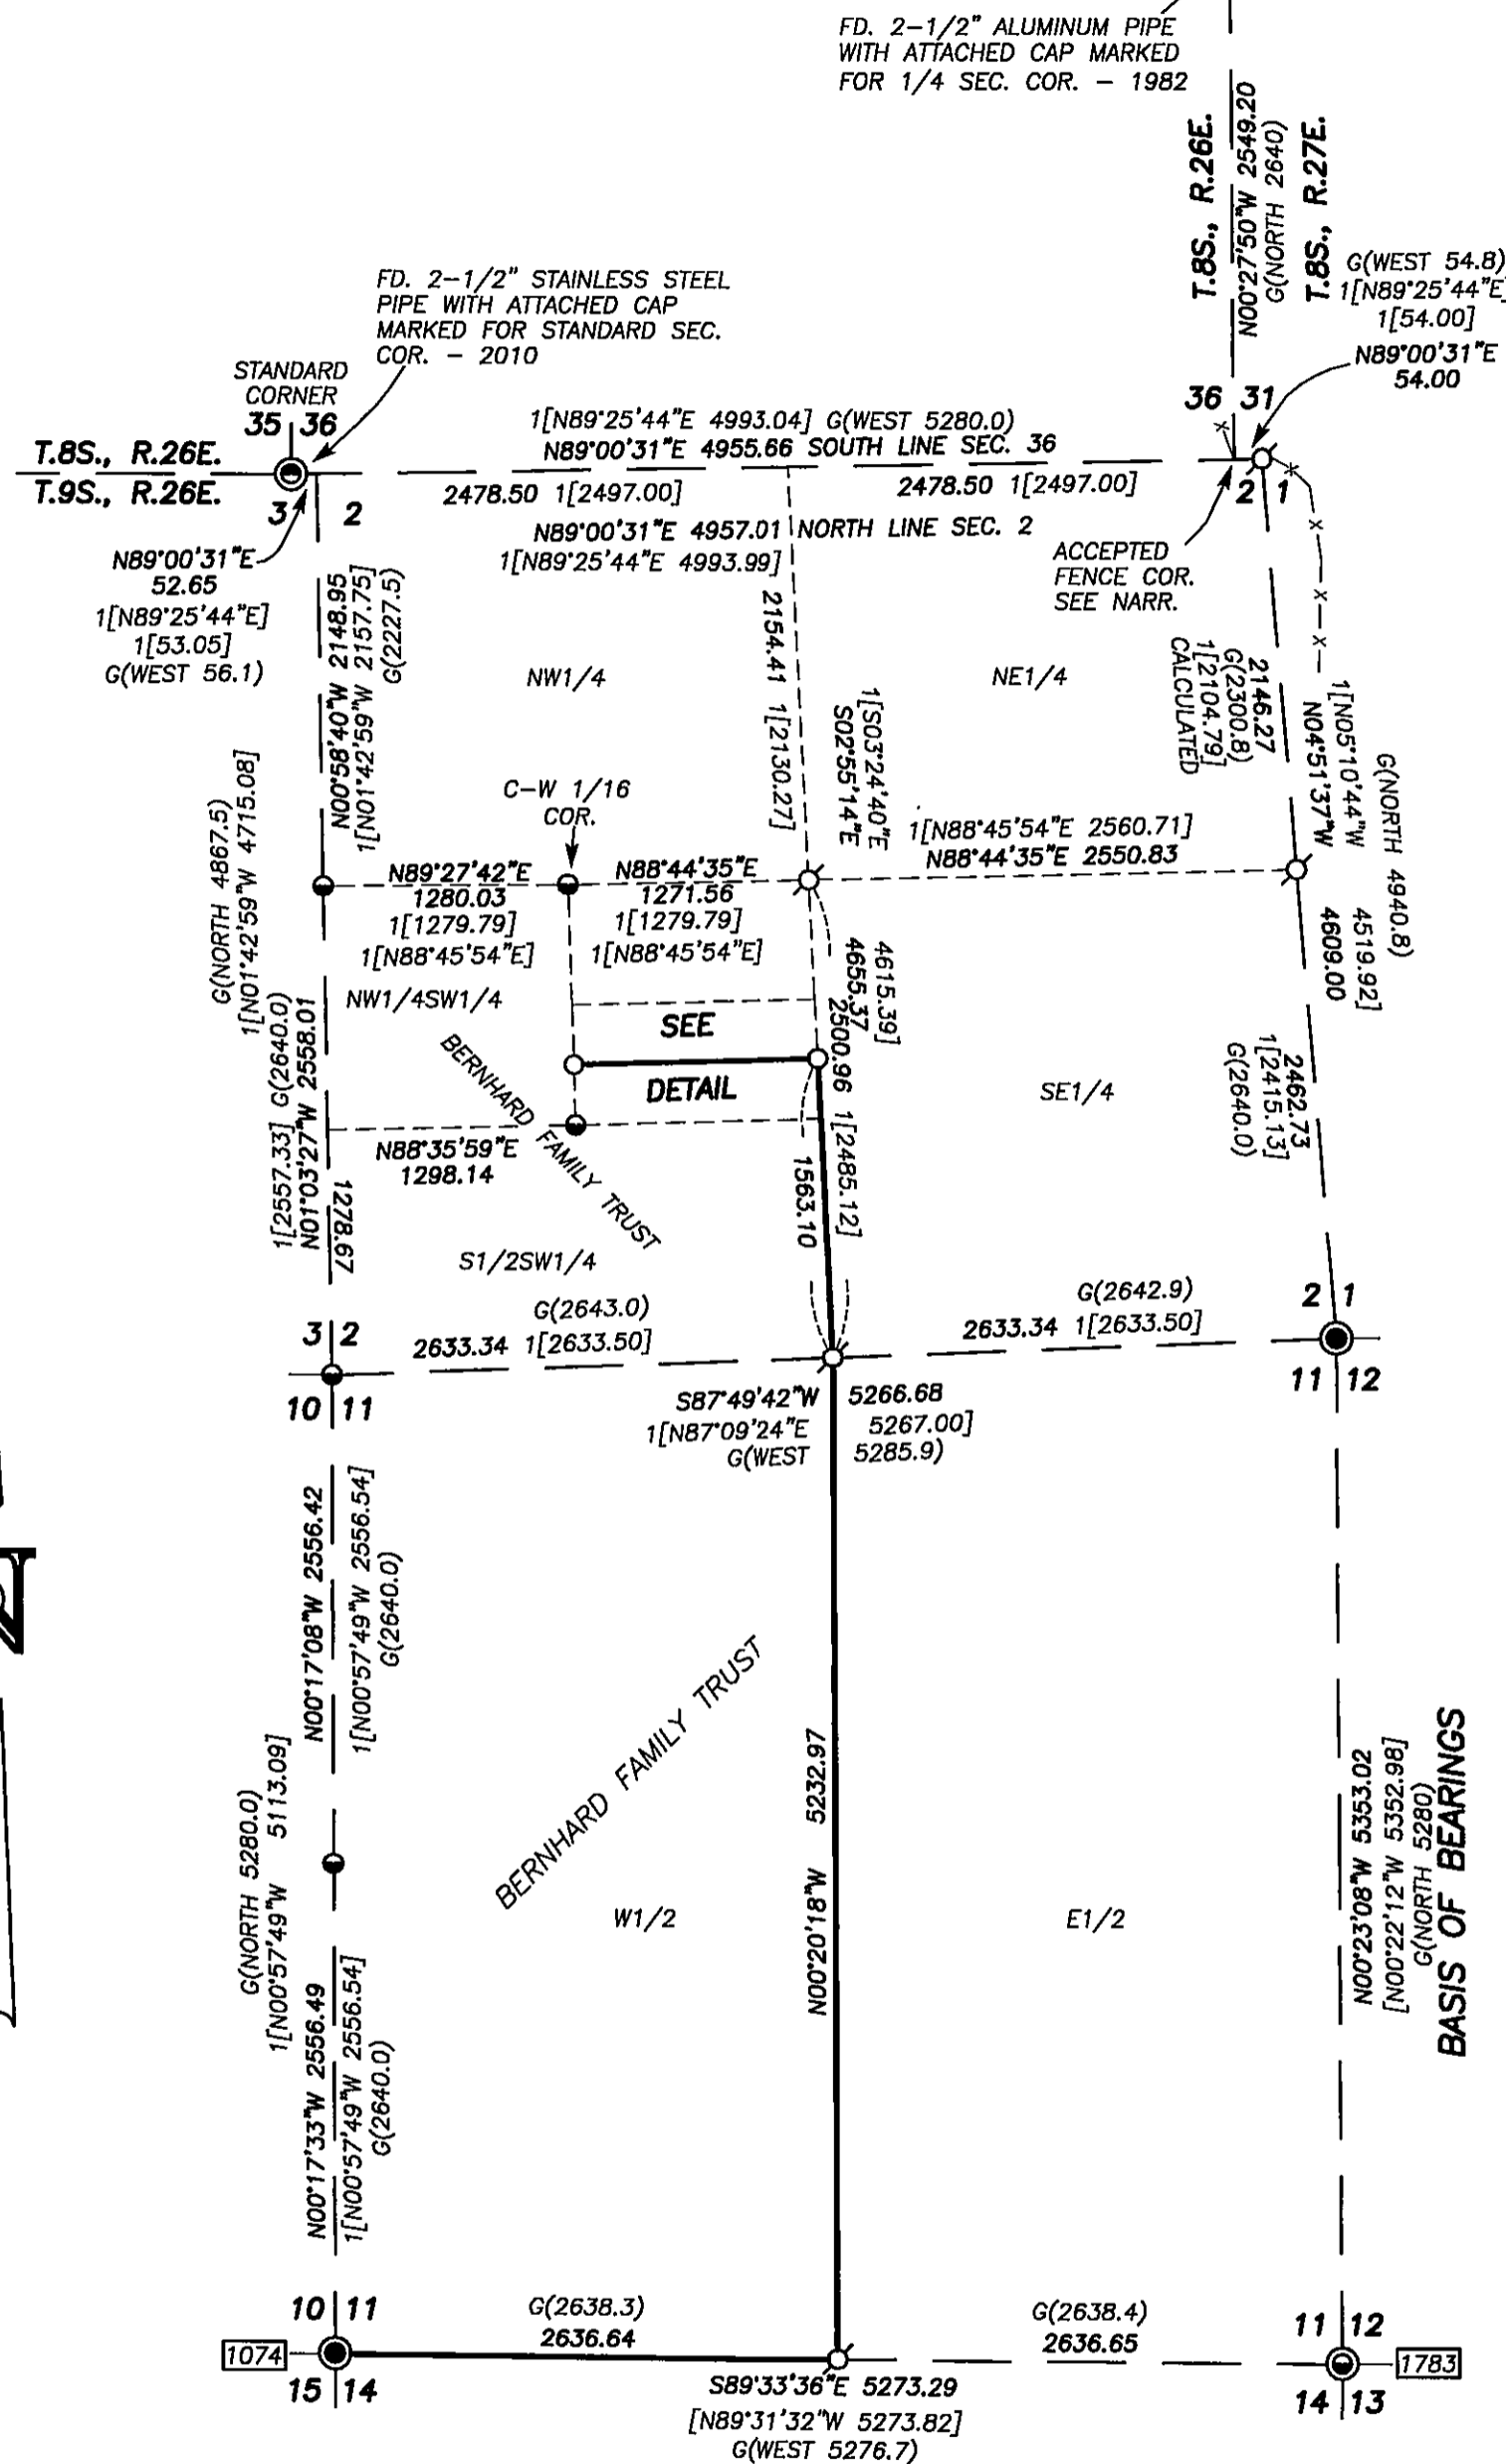 FD. 2-1/2" ALUMINUM PIPE
WITH ATTACHED CAP MARKED
FOR 1/4 SEC. COR. - 1982
T.8S., R.26E.
N00°27'50"W 2549.20
G(NORTH 2640)
T.8S., R.27E.
G(WEST 54.8)
1[N89°25'44"E]
1[54.00]
N89°00'31"E
54.00
FD. 2-1/2" STAINLESS STEEL
PIPE WITH ATTACHED CAP
MARKED FOR STANDARD SEC.
COR. - 2010
STANDARD
CORNER
35 36
36 31
1[N89°25'44"E 4993.04] G(WEST 5280.0)
N89°00'31"E 4955.66 SOUTH LINE SEC. 36
T.8S., R.26E.
T.9S., R.26E.
3 2
2 1
2478.50 1[2497.00]
2478.50 1[2497.00]
N89°00'31"E 4957.01 NORTH LINE SEC. 2
1[N89°25'44"E 4993.99]
N89°00'31"E
52.65
1[N89°25'44"E]
1[53.05]
G(WEST 56.1)
ACCEPTED
FENCE COR.
SEE NARR.
N00°58'40"W 2148.95
1[N01°42'59"W 2157.75]
G(2227.5)
NW1/4
2154.41 1[2130.27]
1[S03°24'40"E
S02°55'14"E
NE1/4
2146.27
G(2300.8)
1[2104.79]
CALCULATED
1[N05°10'44"W 4519.92]
N04°51'37"W 4609.00
G(NORTH 4940.8)
G(NORTH 4867.5)
1[N01°42'59"W 4715.08]
C-W 1/16
COR.
1[N88°45'54"E 2560.71]
N88°44'35"E 2550.83
N89°27'42"E
1280.03
1[1279.79]
1[N88°45'54"E]
N88°44'35"E
1271.56
1[1279.79]
1[N88°45'54"E]
4615.39]
4655.37
NW1/4SW1/4
SEE
DETAIL
2500.96 1[2485.12]
1563.10
SE1/4
2462.73
1[2415.13]
G(2640.0)
BERNHARD FAMILY TRUST
1[2557.33] G(2640.0)
N01°03'27"W 2558.01
1278.67
N88°35'59"E
1298.14
S1/2SW1/4
G(2643.0)
2633.34 1[2633.50]
G(2642.9)
2633.34 1[2633.50]
3 2
10 11
2 1
11 12
S87°49'42"W 5266.68
1[N87°09'24"E 5267.00]
G(WEST 5285.9)
N00°17'08"W 2556.42
1[N00°57'49"W 2556.54]
G(2640.0)
G(NORTH 5280.0)
1[N00°57'49"W 5113.09]
BERNHARD FAMILY TRUST
W1/2
N00°20'18"W 5232.97
E1/2
N00°23'08"W 5353.02
[N00°22'12"W 5352.98]
G(NORTH 5280)
BASIS OF BEARINGS
N00°17'33"W 2556.49
1[N00°57'49"W 2556.54]
G(2640.0)
10 11
15 14
1074
G(2638.3)
2636.64
G(2638.4)
2636.65
11 12
14 13
1783
S89°33'36"E 5273.29
[N89°31'32"W 5273.82]
G(WEST 5276.7)